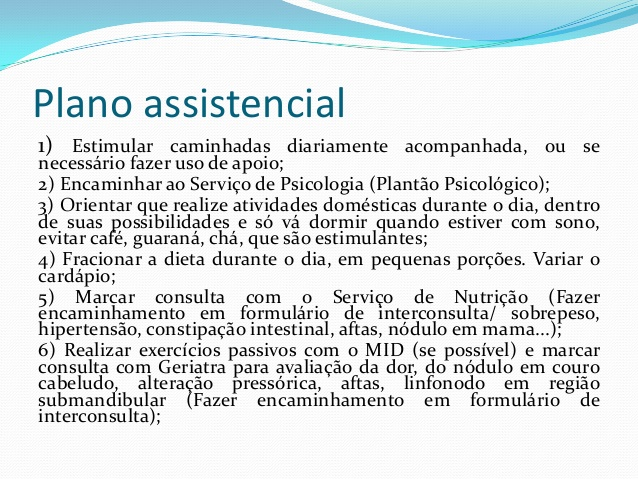 Plano assistencial
1) Estimular caminhadas diariamente acompanhada, ou se
necessário fazer uso de apoio;
2) Encaminhar ao Serviço de Psicologia (Plantão Psicológico);
3) Orientar que realize atividades domésticas durante o dia, dentro
de suas possibilidades e só vá dormir quando estiver com sono,
evitar café, guaraná, chá, que são estimulantes;
4) Fracionar a dieta durante o dia, em pequenas porções. Variar o
cardápio;
5) Marcar consulta com o Serviço de Nutrição (Fazer
encaminhamento em formulário de interconsulta/ sobrepeso,
hipertensão, constipação intestinal, aftas, nódulo em mama...);
6) Realizar exercícios passivos com o MID (se possível) e marcar
consulta com Geriatra para avaliação da dor, do nódulo em couro
cabeludo, alteração pressórica, aftas, linfonodo em região
submandibular (Fazer encaminhamento em formulário de
interconsulta);